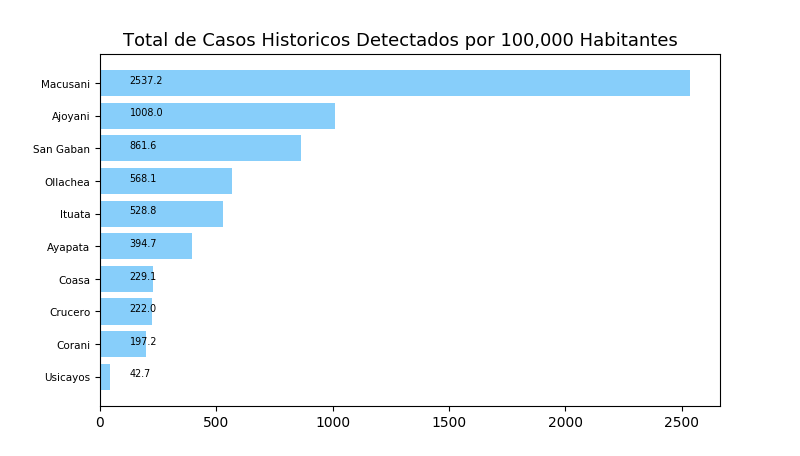 Total de Casos Historicos Detectados por 100,000 Habitantes
Macusani 2537.2
Ajoyani 1008.0
San Gaban 861.6
Ollachea 568.1
Ituata 528.8
Ayapata 394.7
Coasa 229.1
Crucero 222.0
Corani 197.2
Usicayos 42.7
0 500 1000 1500 2000 2500